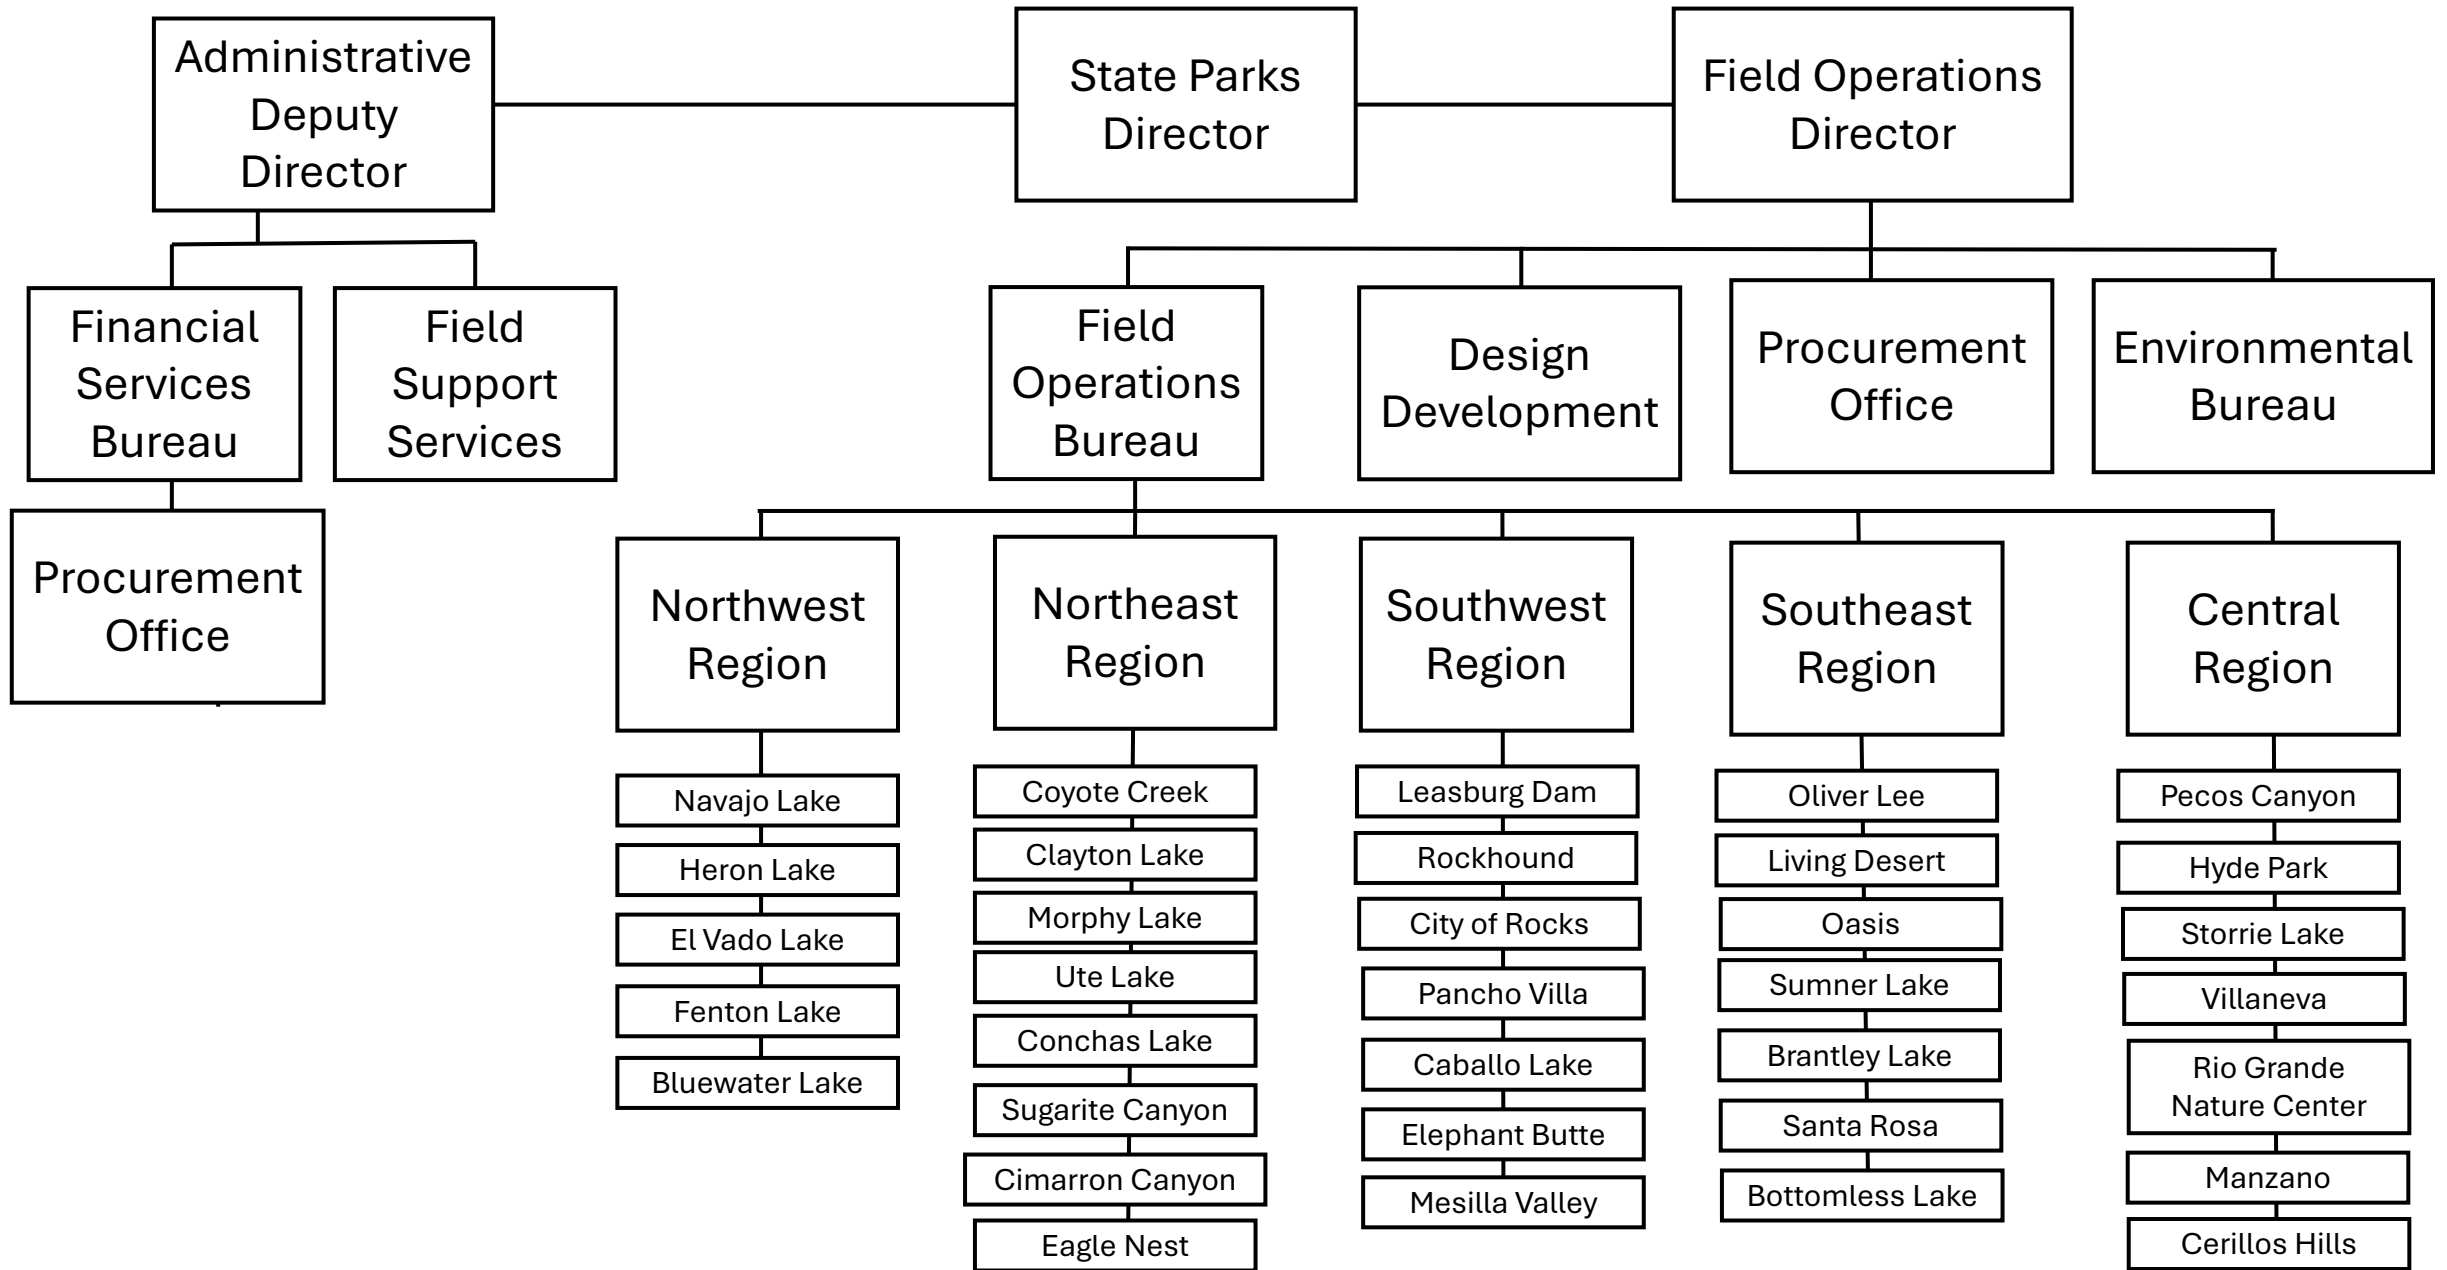 Administrative
Deputy
Director
State Parks
Director
Field Operations
Director
Financial
Services
Bureau
Field
Support
Services
Field
Operations
Bureau
Design
Development
Procurement
Office
Environmental
Bureau
Procurement
Office
Northwest
Region
Northeast
Region
Southwest
Region
Southeast
Region
Central
Region
Navajo Lake
Heron Lake
El Vado Lake
Fenton Lake
Bluewater Lake
Coyote Creek
Clayton Lake
Morphy Lake
Ute Lake
Conchas Lake
Sugarite Canyon
Cimarron Canyon
Eagle Nest
Leasburg Dam
Rockhound
City of Rocks
Pancho Villa
Caballo Lake
Elephant Butte
Mesilla Valley
Oliver Lee
Living Desert
Oasis
Sumner Lake
Brantley Lake
Santa Rosa
Bottomless Lake
Pecos Canyon
Hyde Park
Storrie Lake
Villaneva
Rio Grande
Nature Center
Manzano
Cerillos Hills